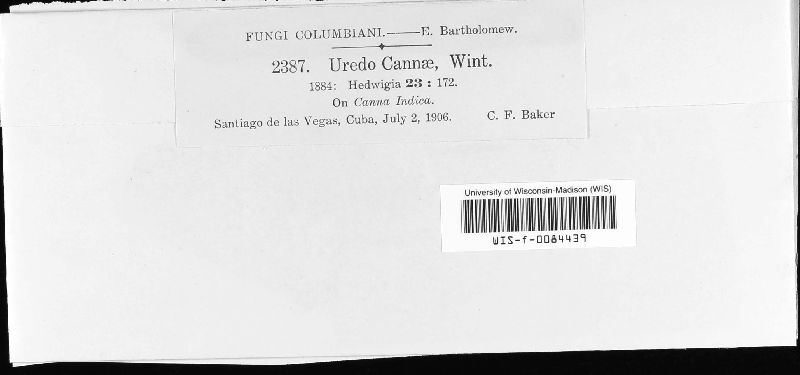 FUNGI COLUMBIANI.——E. Bartholomew.
2387. Uredo Cannæ, Wint.
1884: Hedwigia 23 : 172.
On Canna Indica.
Santiago de las Vegas, Cuba, July 2, 1906. C. F. Baker
University of Wisconsin-Madison (WIS)
WIS-f-0084439